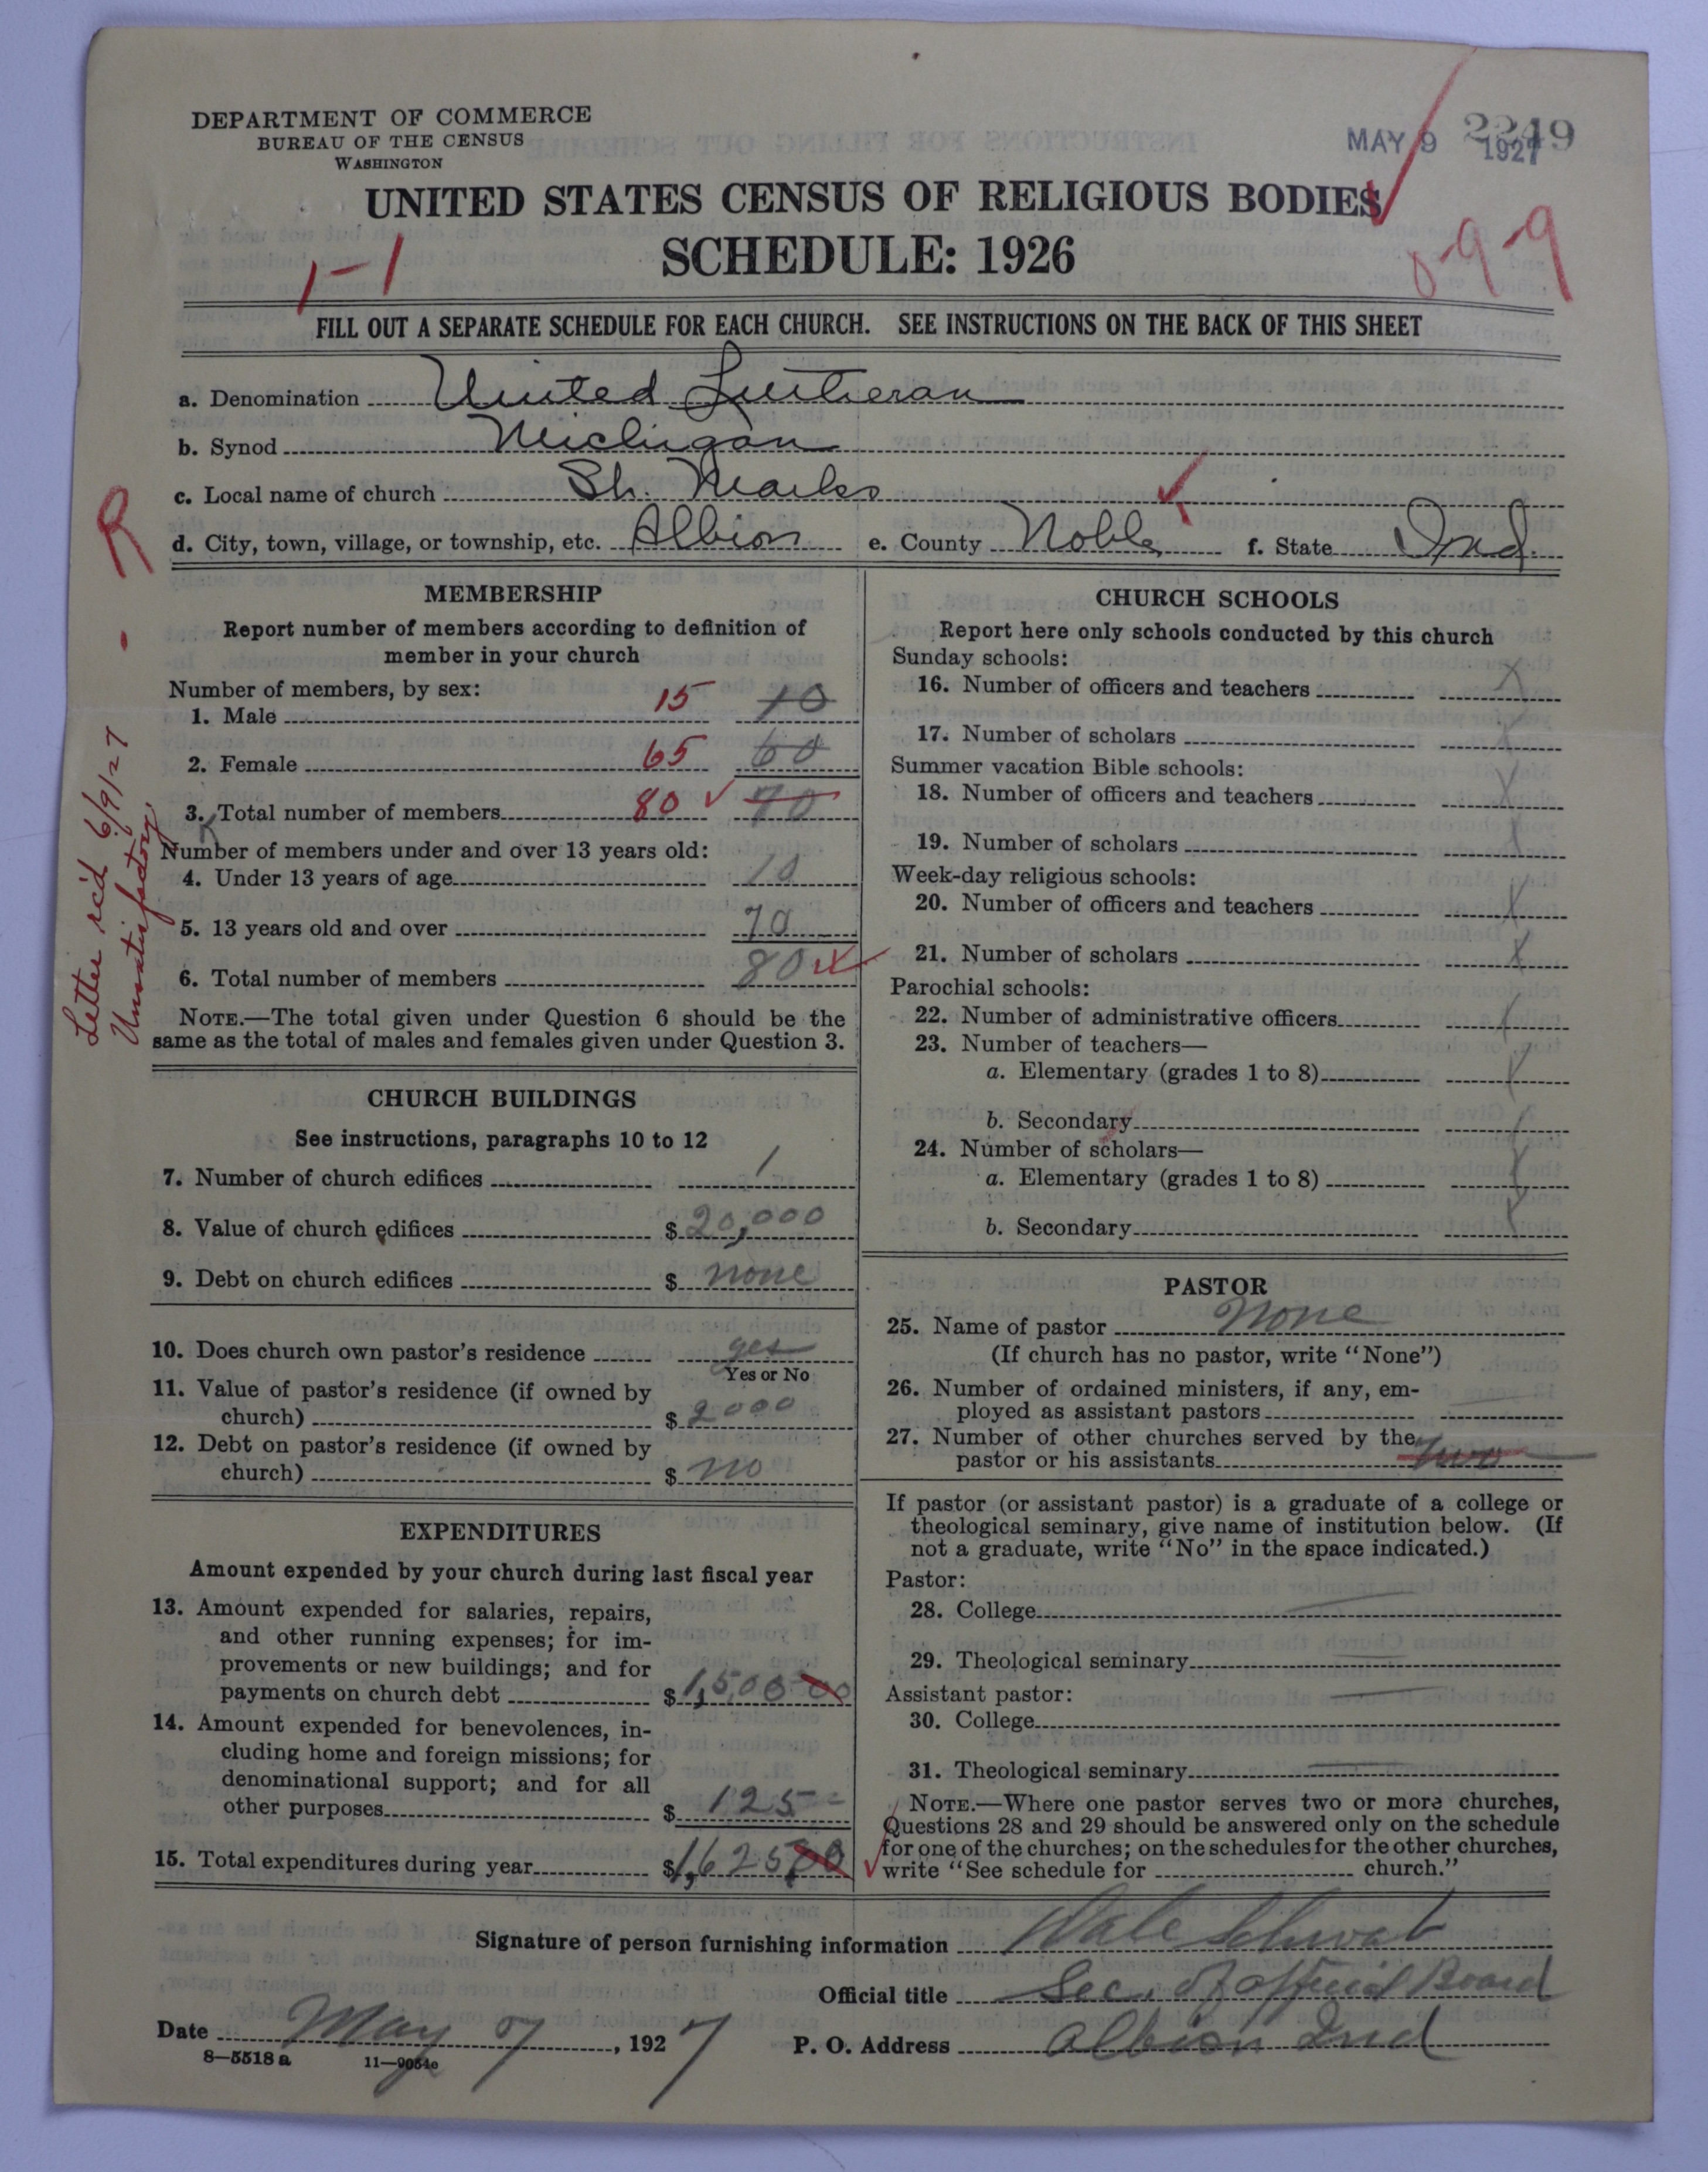 DEPARTMENT OF COMMERCE
BUREAU OF THE CENSUS
WASHINGTON
MAY 9 1927
2249
UNITED STATES CENSUS OF RELIGIOUS BODIES
SCHEDULE: 1926
1-1
9-9
FILL OUT A SEPARATE SCHEDULE FOR EACH CHURCH. SEE INSTRUCTIONS ON THE BACK OF THIS SHEET
a. Denomination United Lutheran
b. Synod Michigan
c. Local name of church St. Marks
d. City, town, village, or township, etc. Albion e. County Noble f. State Ind.
R
Letter rc'd 6/9/27
Unsatisfactory.
MEMBERSHIP
Report number of members according to definition of
member in your church
Number of members, by sex:
1. Male 15 10
2. Female 65 60
3. Total number of members 80 70
Number of members under and over 13 years old:
4. Under 13 years of age 10
5. 13 years old and over 70
6. Total number of members 80
NOTE.—The total given under Question 6 should be the
same as the total of males and females given under Question 3.
CHURCH BUILDINGS
See instructions, paragraphs 10 to 12
7. Number of church edifices 1
8. Value of church edifices $ 20,000
9. Debt on church edifices $ none
10. Does church own pastor's residence yes
Yes or No
11. Value of pastor's residence (if owned by
church) $ 2000
12. Debt on pastor's residence (if owned by
church) $ no
EXPENDITURES
Amount expended by your church during last fiscal year
13. Amount expended for salaries, repairs,
and other running expenses; for im-
provements or new buildings; and for
payments on church debt $ 1,500 00
14. Amount expended for benevolences, in-
cluding home and foreign missions; for
denominational support; and for all
other purposes $ 125 -
15. Total expenditures during year $ 1,625 00
CHURCH SCHOOLS
Report here only schools conducted by this church
Sunday schools:
16. Number of officers and teachers X
17. Number of scholars X
Summer vacation Bible schools:
18. Number of officers and teachers X
19. Number of scholars X
Week-day religious schools:
20. Number of officers and teachers X
21. Number of scholars X
Parochial schools:
22. Number of administrative officers X
23. Number of teachers—
a. Elementary (grades 1 to 8) X
b. Secondary X
24. Number of scholars—
a. Elementary (grades 1 to 8) X
b. Secondary X
PASTOR
25. Name of pastor None
(If church has no pastor, write "None")
26. Number of ordained ministers, if any, em-
ployed as assistant pastors
27. Number of other churches served by the
pastor or his assistants two
If pastor (or assistant pastor) is a graduate of a college or
theological seminary, give name of institution below. (If
not a graduate, write "No" in the space indicated.)
Pastor:
28. College
29. Theological seminary
Assistant pastor:
30. College
31. Theological seminary
NOTE.—Where one pastor serves two or more churches,
Questions 28 and 29 should be answered only on the schedule
for one of the churches; on the schedules for the other churches,
write "See schedule for church."
Signature of person furnishing information Dale Schwab
Official title Sec. of Official Board
Date May 7, 1927 P. O. Address Albion Ind
8—5518 a 11—9054c